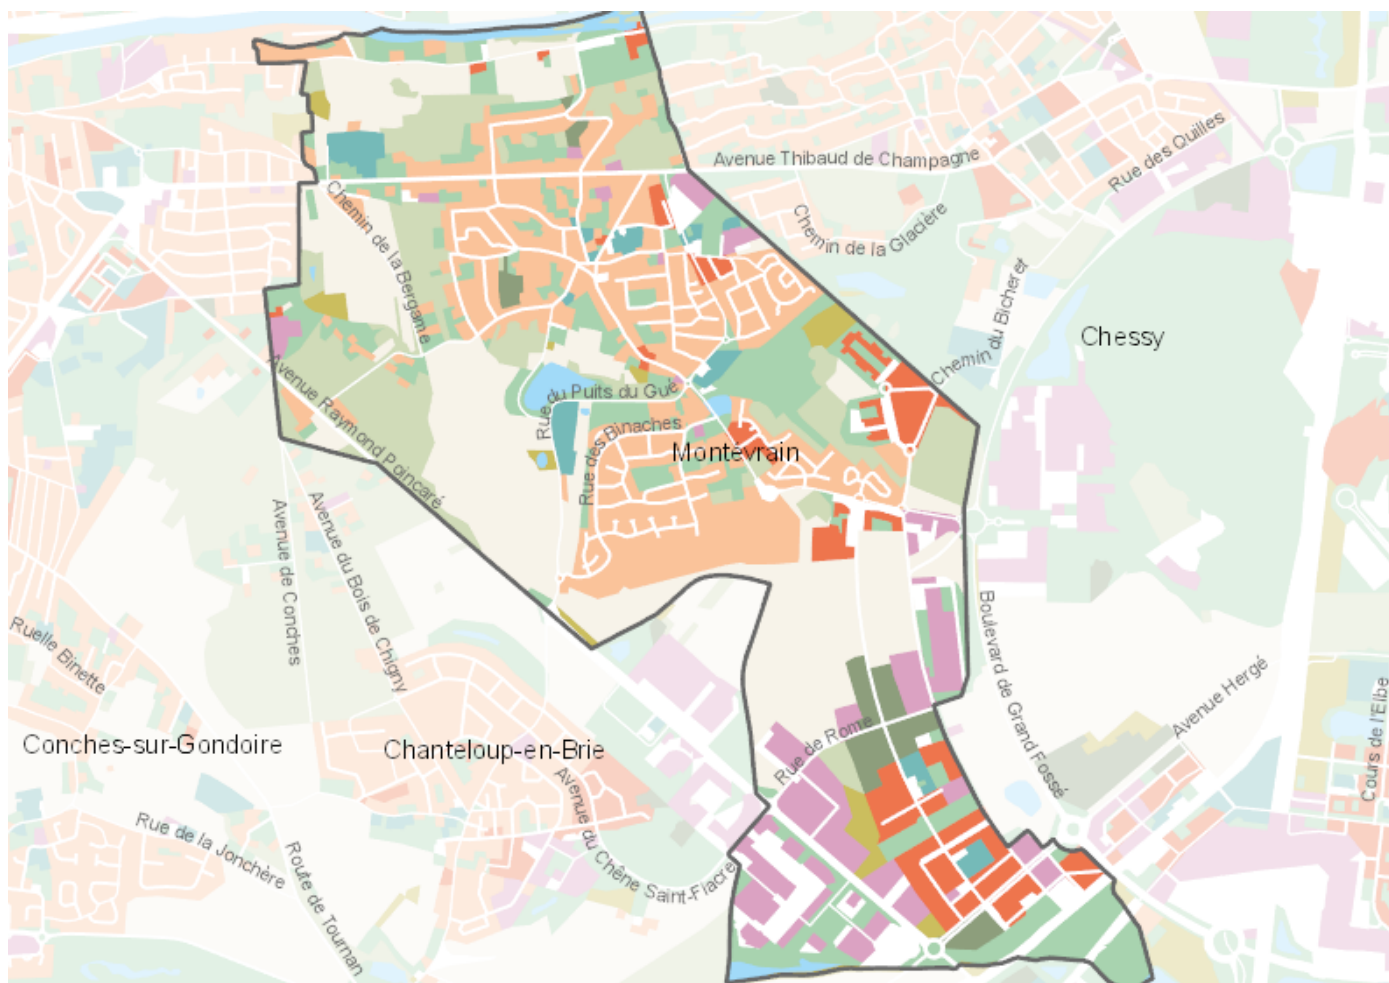 Avenue Thibaud de Champagne
Rue des Quilles
Chemin de la Bergame
Chemin de la Glacière
Chemin du Bicheret
Chessy
Avenue Raymond Poincaré
Rue du Puits du Gué
Rue des Binaches
Montévrain
Avenue de Conches
Avenue du Bois de Chigny
Boulevard de Grand Fossé
Ruelle Binette
Avenue Hergé
Cours de l'Elbe
Conches-sur-Gondoire
Chanteloup-en-Brie
Rue de Rome
Avenue du Chêne Saint-Fiacre
Rue de la Jonchère
Route de Tournan